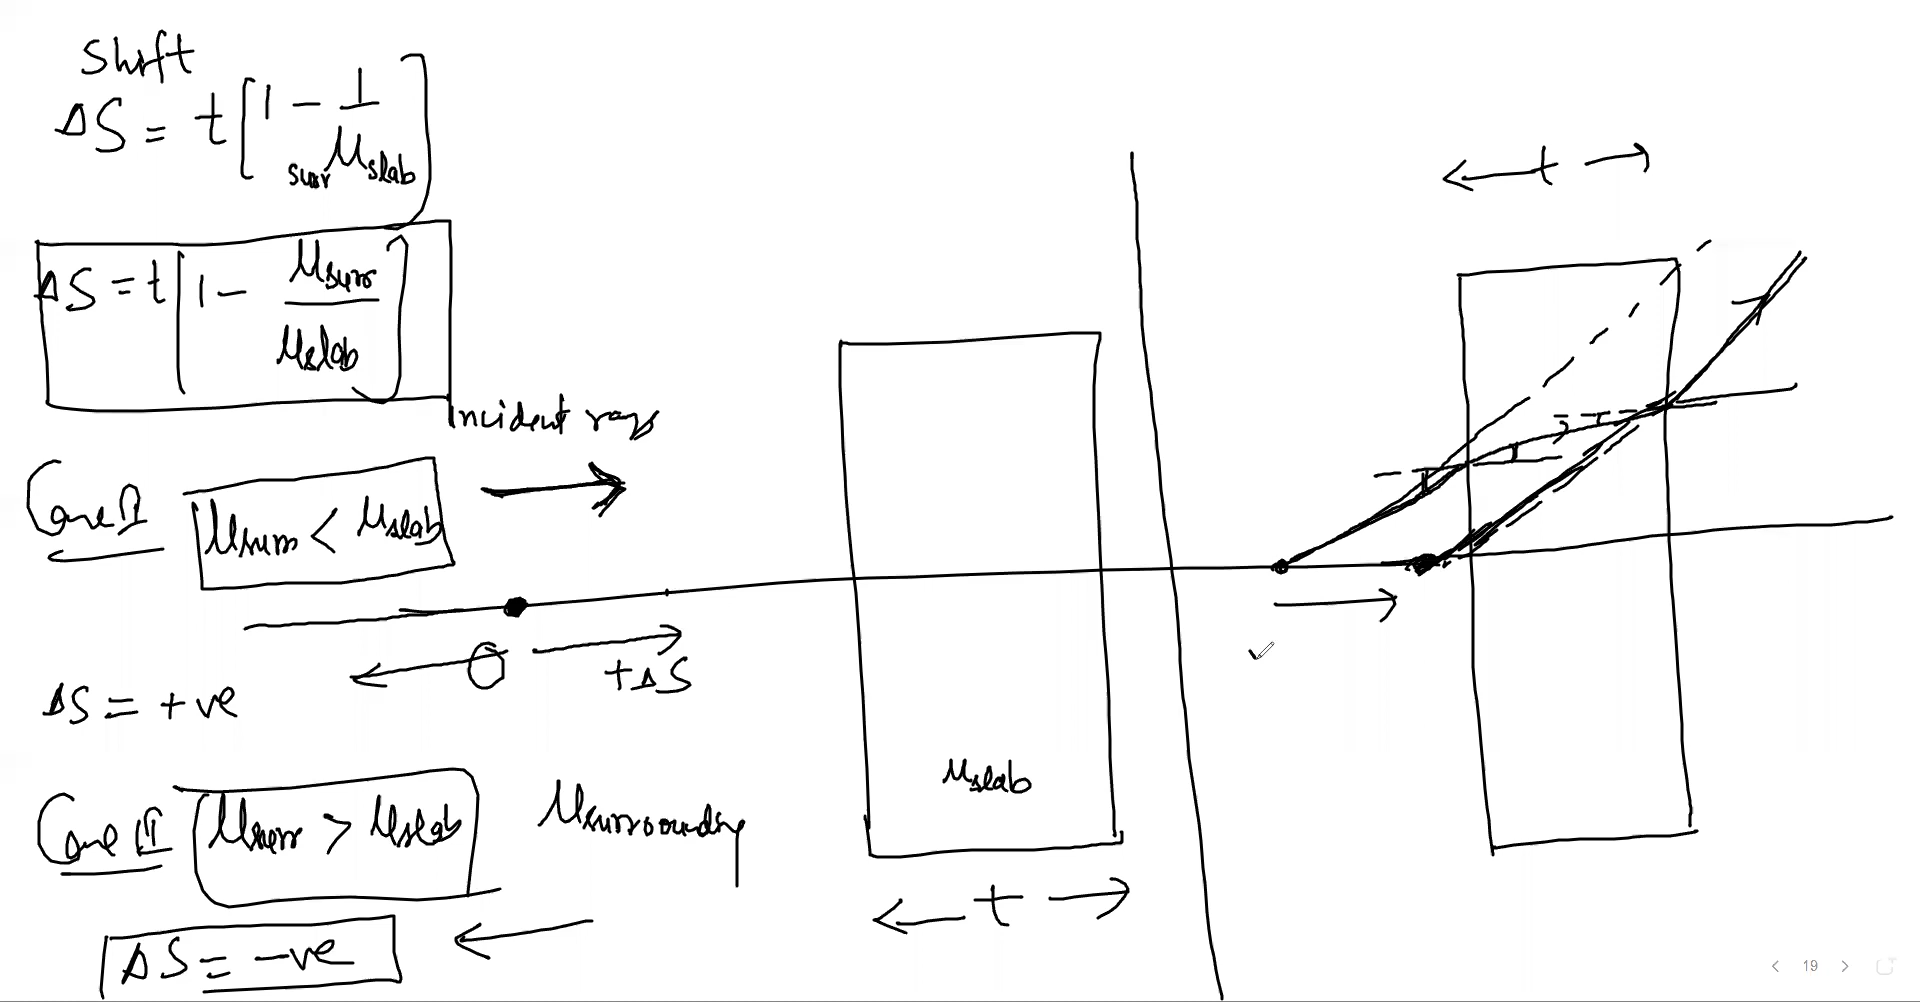 Shift
ΔS = t[1 - 1/surrμslab]
ΔS = t[1 - μsurr/μslab]
Incident rays
Case I
μsurr < μslab
O
+ΔS
ΔS = +ve
Case II
μsurr > μslab
μsurrounding
ΔS = -ve
μslab
← t →
← t →
19